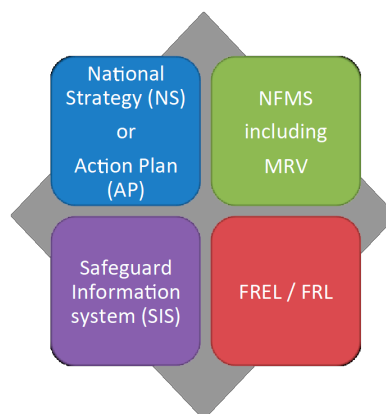 National
Strategy (NS)
or
Action Plan
(AP)
NFMS
including
MRV
Safeguard
Information
system (SIS)
FREL / FRL